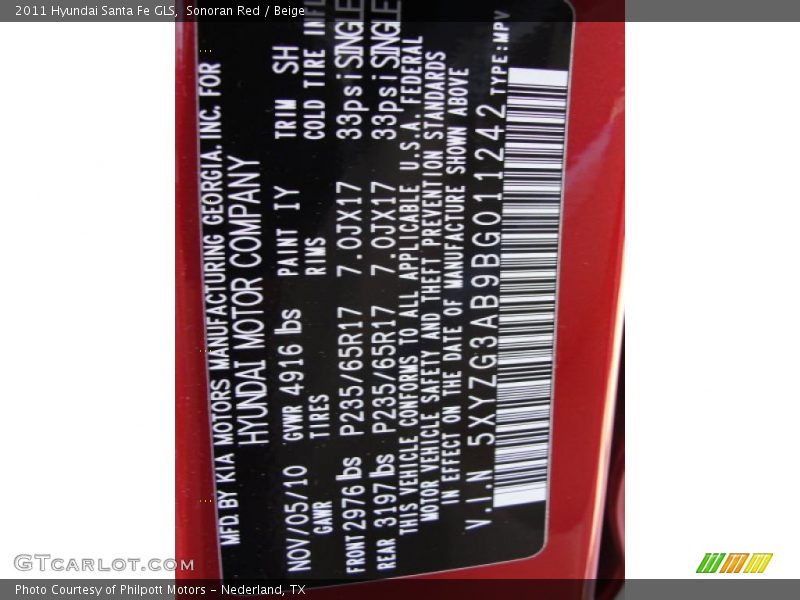 2011 Hyundai Santa Fe GLS, Sonoran Red / Beige
MFD. BY KIA MOTORS MANUFACTURING GEORGIA. INC. FOR
HYUNDAI MOTOR COMPANY
NOV/05/10 GVWR 4916 lbs PAINT IY TRIM SH
GAWR TIRES RIMS COLD TIRE
FRONT 2976 lbs P235/65R17 7.0JX17 33psi SINGLE
REAR 3197 lbs P235/65R17 7.0JX17 33psi SINGLE
THIS VEHICLE CONFORMS TO ALL APPLICABLE U.S.A. FEDERAL
MOTOR VEHICLE SAFETY AND THEFT PREVENTION STANDARDS
IN EFFECT ON THE DATE OF MANUFACTURE SHOWN ABOVE
V.I.N 5XYZG3AB9BG011242 TYPE:MPV
GTCarlot.com
Photo Courtesy of Philpott Motors - Nederland, TX